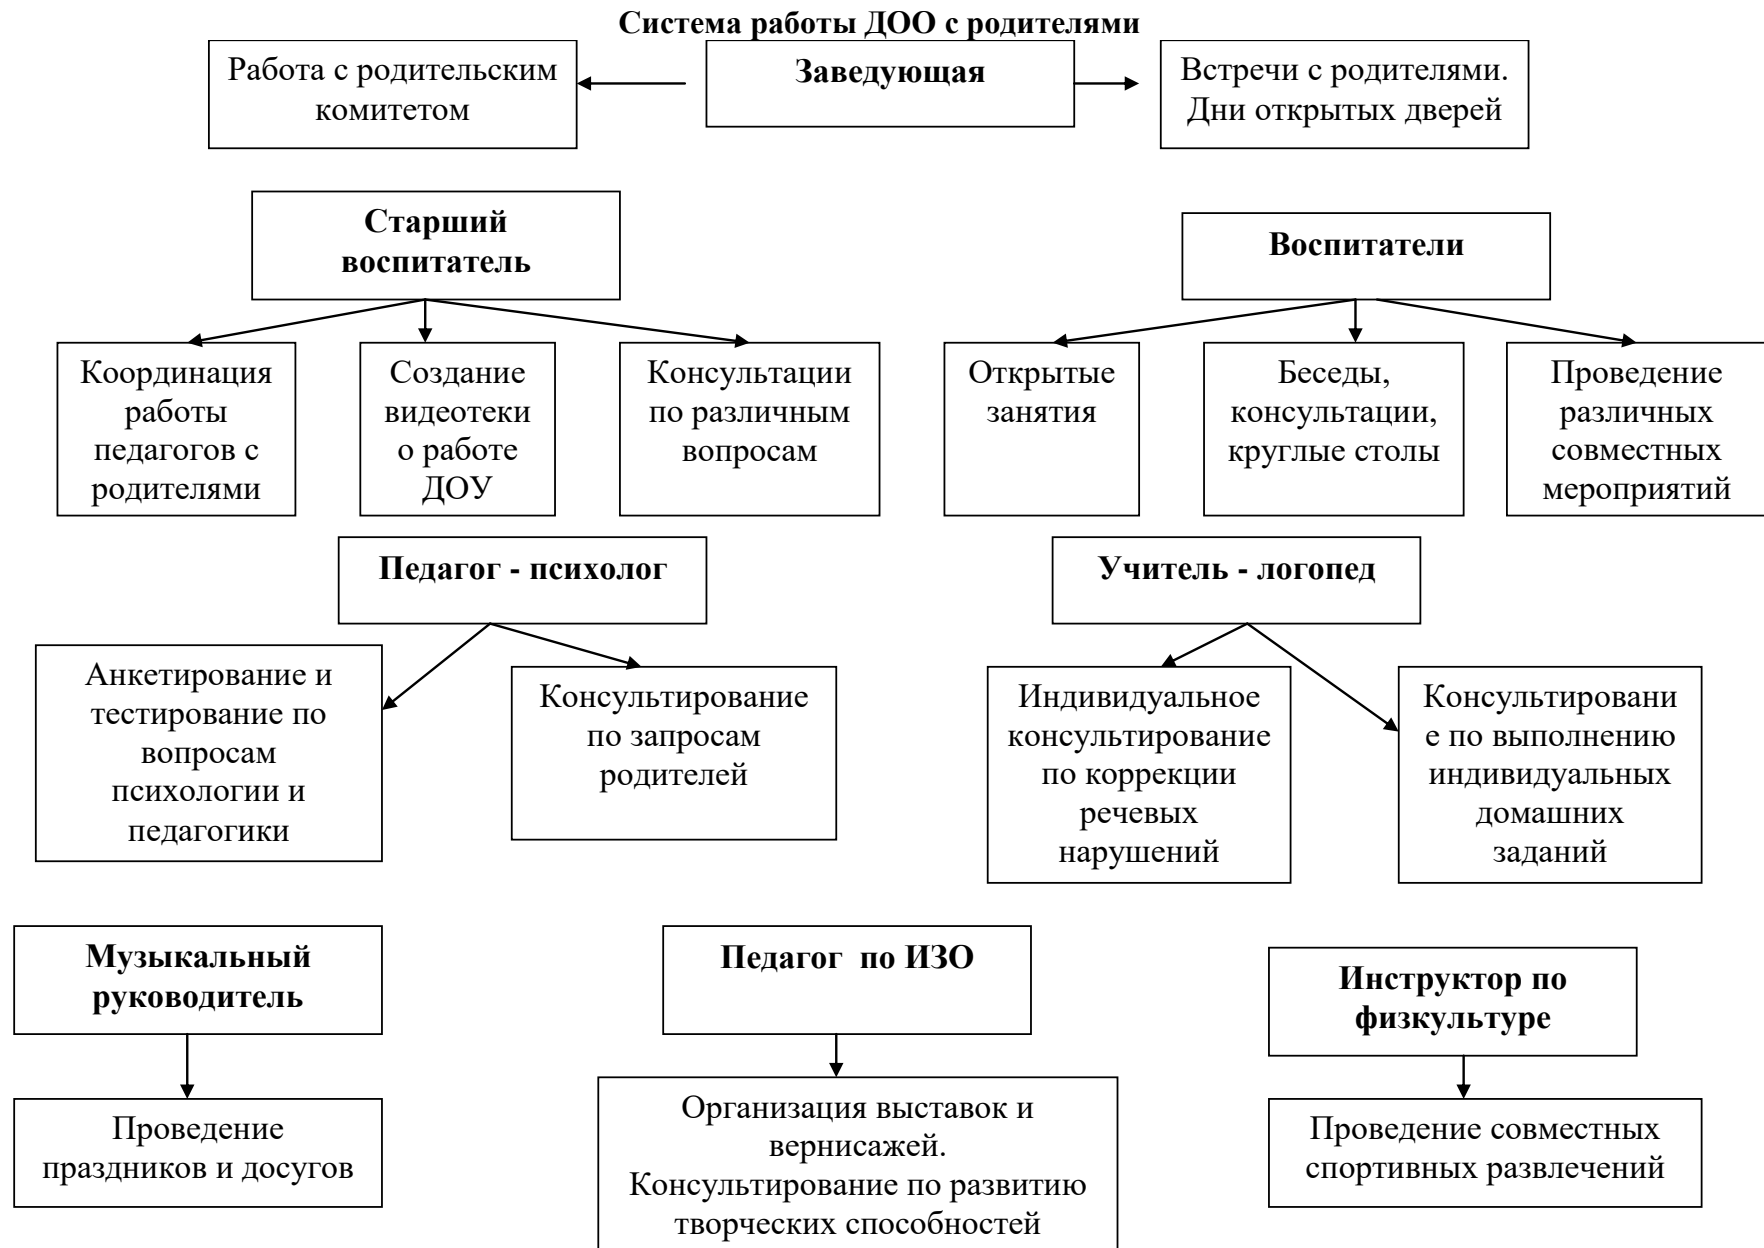 Система работы ДОО с родителями
Работа с родительским
комитетом
Заведующая
Встречи с родителями.
Дни открытых дверей
Старший
воспитатель
Воспитатели
Координация
работы
педагогов с
родителями
Создание
видеотеки
о работе
ДОУ
Консультации
по различным
вопросам
Открытые
занятия
Беседы,
консультации,
круглые столы
Проведение
различных
совместных
мероприятий
Педагог - психолог
Учитель - логопед
Анкетирование и
тестирование по
вопросам
психологии и
педагогики
Консультирование
по запросам
родителей
Индивидуальное
консультирование
по коррекции
речевых
нарушений
Консультировани
е по выполнению
индивидуальных
домашних
заданий
Музыкальный
руководитель
Педагог  по ИЗО
Инструктор по
физкультуре
Проведение
праздников и досугов
Организация выставок и
вернисажей.
Консультирование по развитию
творческих способностей
Проведение совместных
спортивных развлечений